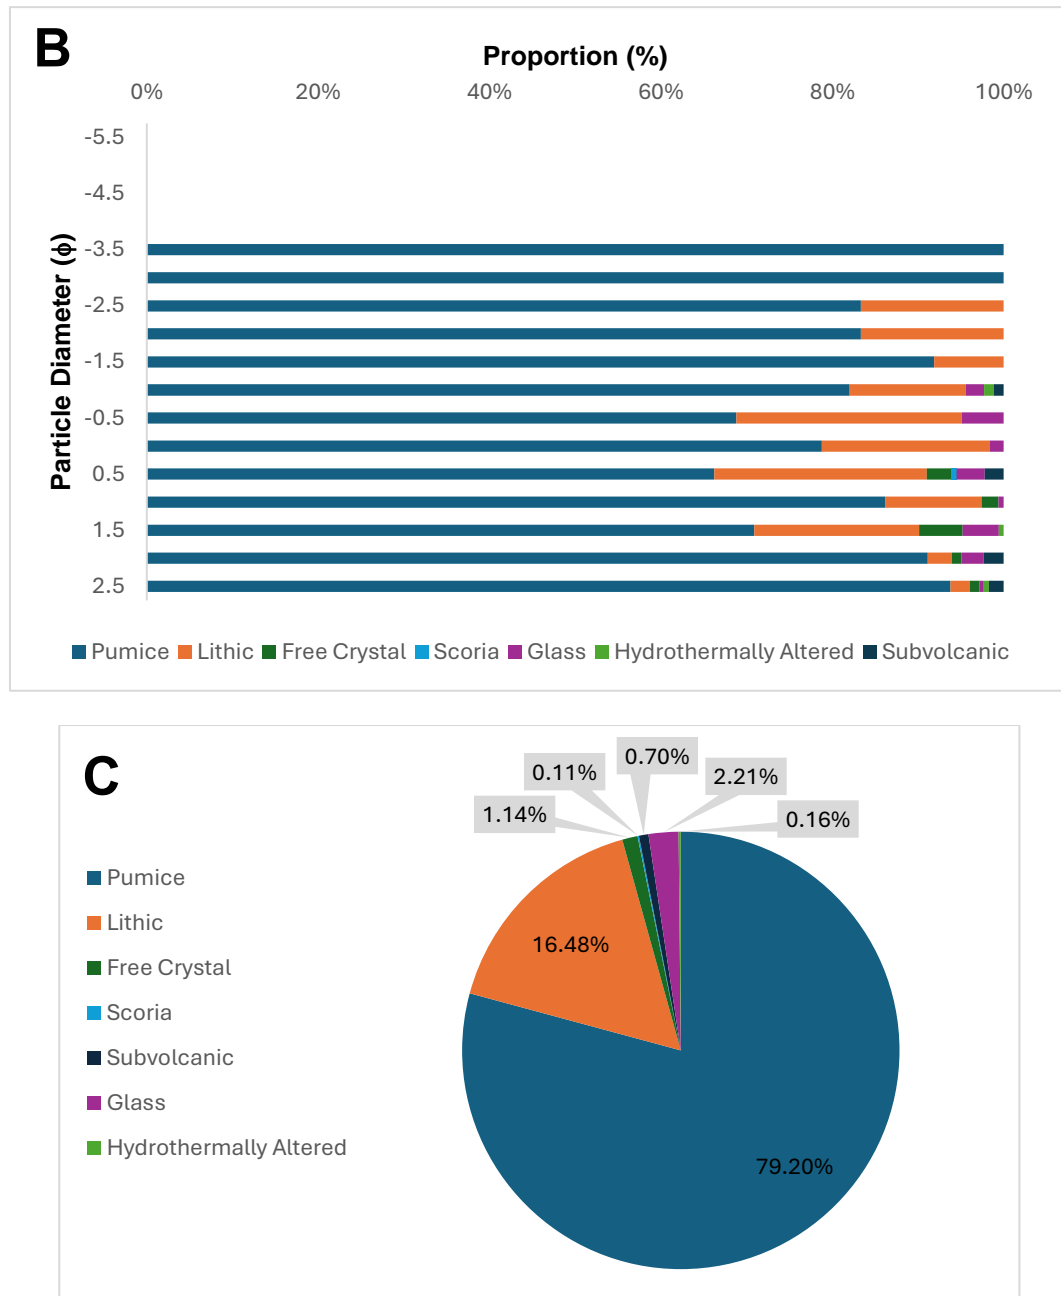 B
Proportion (%)
0% 20% 40% 60% 80% 100%
Particle Diameter (ϕ)
-5.5
-4.5
-3.5
-2.5
-1.5
-0.5
0.5
1.5
2.5
Pumice Lithic Free Crystal Scoria Glass Hydrothermally Altered Subvolcanic
C
0.70%
0.11%
2.21%
1.14%
0.16%
Pumice
Lithic
Free Crystal
Scoria
Subvolcanic
Glass
Hydrothermally Altered
16.48%
79.20%